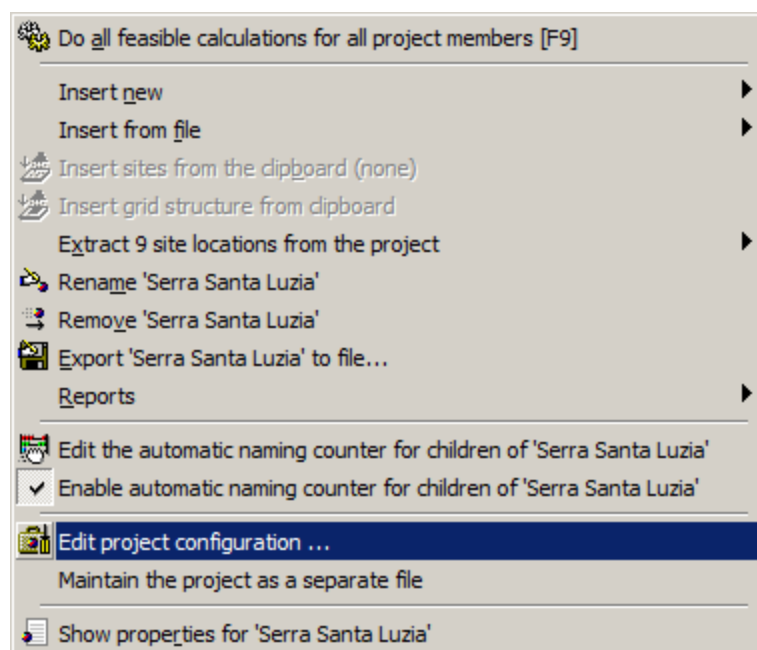 Do all feasible calculations for all project members [F9]
Insert new
Insert from file
Insert sites from the clipboard (none)
Insert grid structure from clipboard
Extract 9 site locations from the project
Rename 'Serra Santa Luzia'
Remove 'Serra Santa Luzia'
Export 'Serra Santa Luzia' to file...
Reports
Edit the automatic naming counter for children of 'Serra Santa Luzia'
Enable automatic naming counter for children of 'Serra Santa Luzia'
Edit project configuration ...
Maintain the project as a separate file
Show properties for 'Serra Santa Luzia'